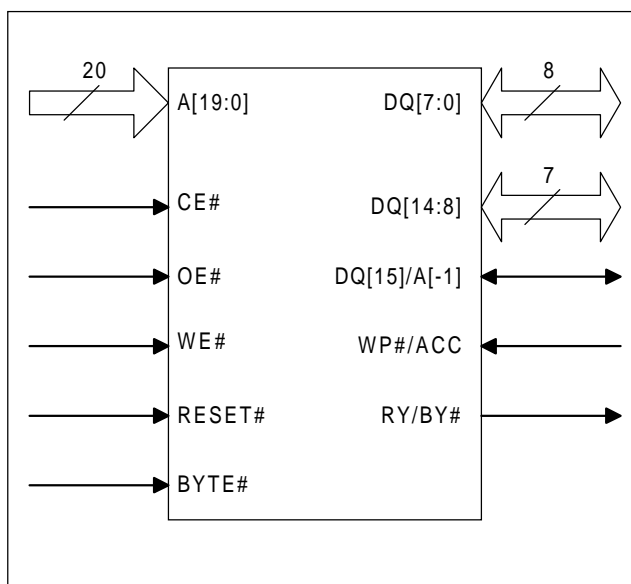 20
8
A[19:0]
DQ[7:0]
7
CE#
DQ[14:8]
OE#
DQ[15]/A[-1]
WE#
WP#/ACC
RESET#
RY/BY#
BYTE#